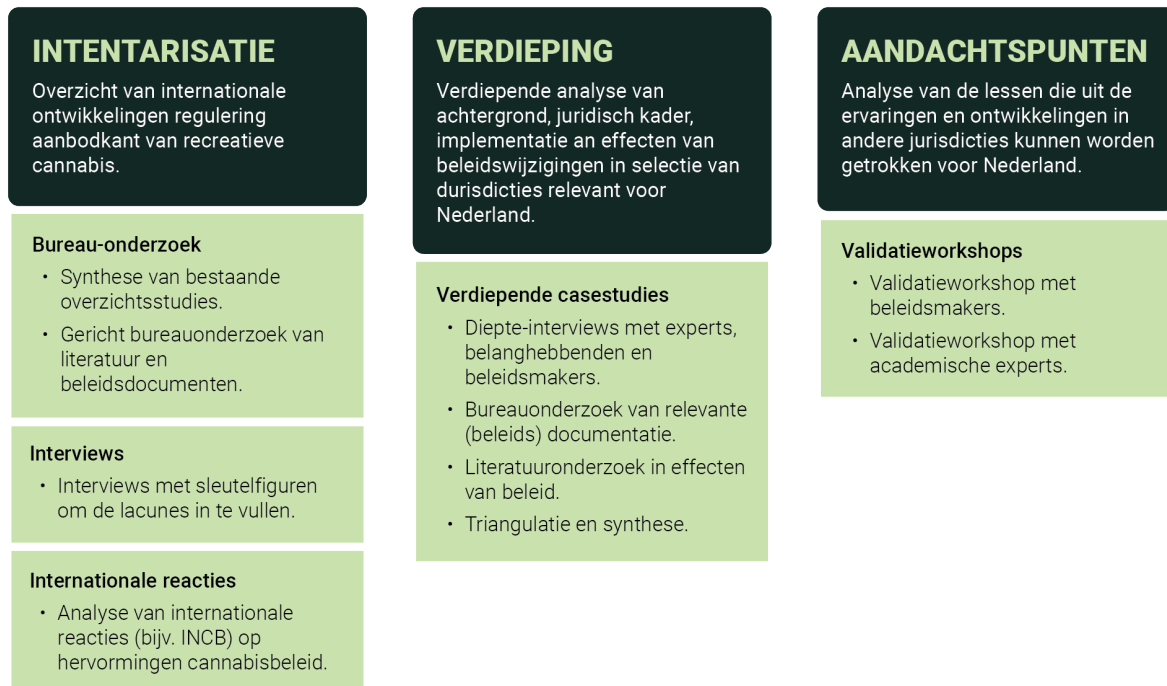 INTENTARISATIE
Overzicht van internationale
ontwikkelingen regulering
aanbodkant van recreatieve
cannabis.
Bureau-onderzoek
• Synthese van bestaande
overzichtsstudies.
• Gericht bureauonderzoek van
literatuur en
beleidsdocumenten.
Interviews
• Interviews met sleutelfiguren
om de lacunes in te vullen.
Internationale reacties
• Analyse van internationale
reacties (bijv. INCB) op
hervormingen cannabisbeleid.
VERDIEPING
Verdiepende analyse van
achtergrond, juridisch kader,
implementatie an effecten van
beleidswijzigingen in selectie van
durisdicties relevant voor
Nederland.
Verdiepende casestudies
• Diepte-interviews met experts,
belanghebbenden en
beleidsmakers.
• Bureauonderzoek van relevante
(beleids) documentatie.
• Literatuuronderzoek in effecten
van beleid.
• Triangulatie en synthese.
AANDACHTSPUNTEN
Analyse van de lessen die uit de
ervaringen en ontwikkelingen in
andere jurisdicties kunnen worden
getrokken voor Nederland.
Validatieworkshops
• Validatieworkshop met
beleidsmakers.
• Validatieworkshop met
academische experts.